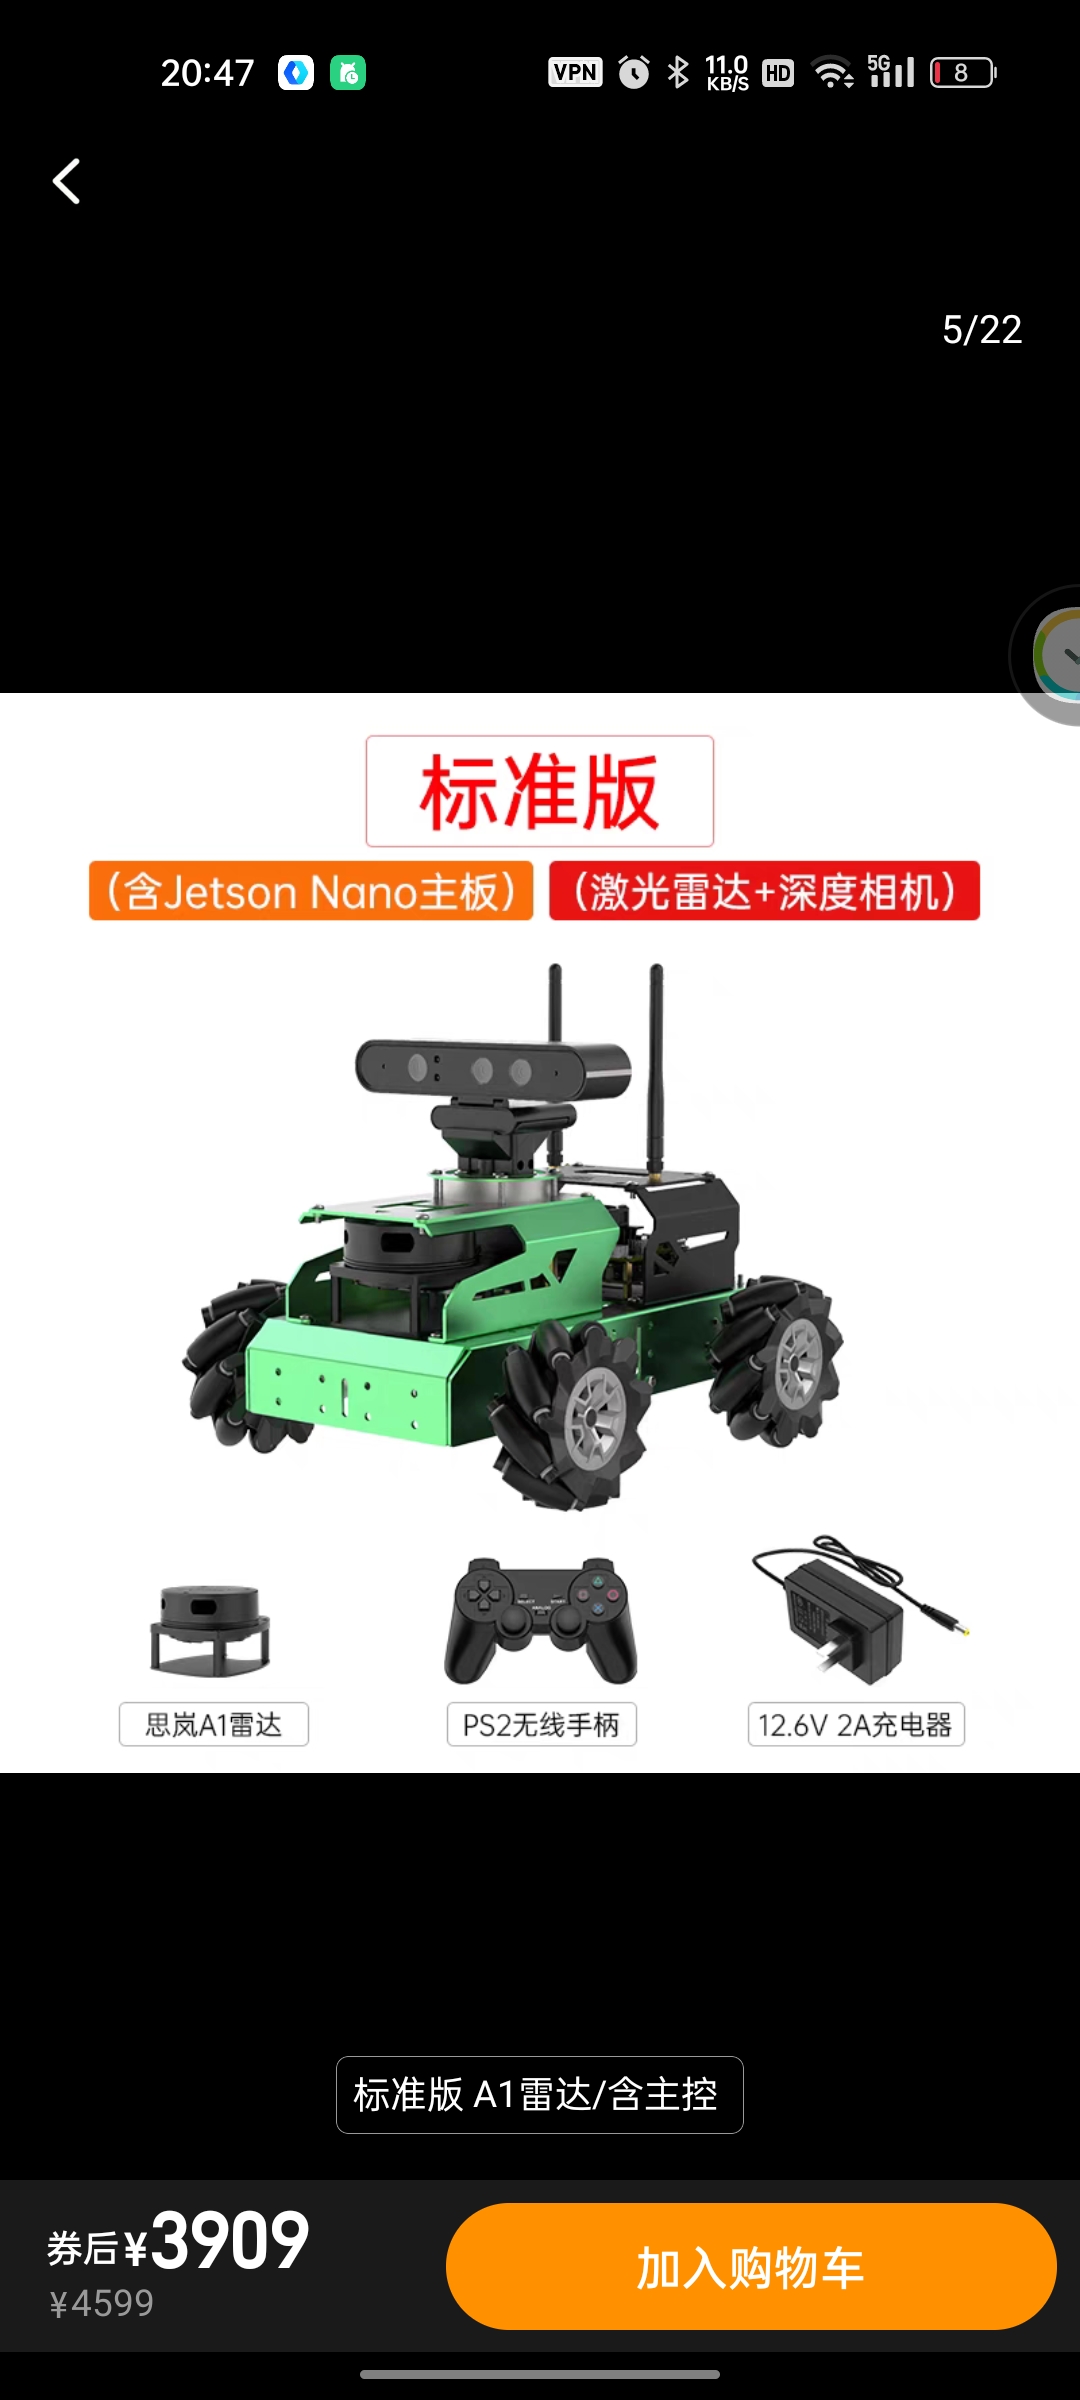 20:47
VPN
11.0
KB/S
HD
5G
8
5/22
标准版
（含Jetson Nano主板）
（激光雷达+深度相机）
思岚A1雷达
PS2无线手柄
12.6V 2A充电器
标准版 A1雷达/含主控
券后¥3909
¥4599
加入购物车